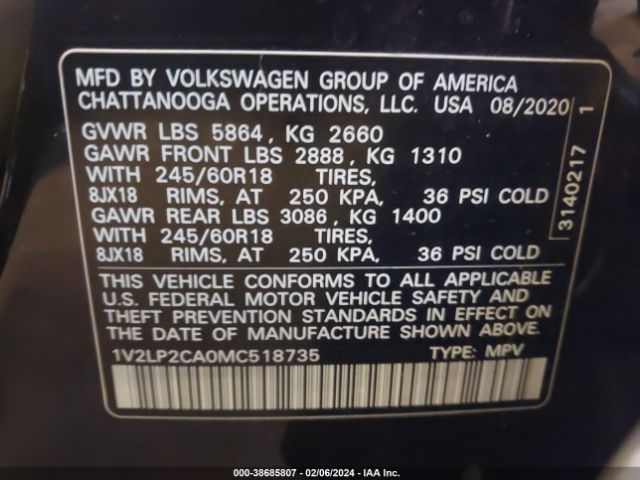 MFD BY VOLKSWAGEN GROUP OF AMERICA
CHATTANOOGA OPERATIONS, LLC. USA 08/2020
GVWR LBS 5864, KG 2660
GAWR FRONT LBS 2888, KG 1310
WITH 245/60R18 TIRES,
8JX18 RIMS, AT 250 KPA, 36 PSI COLD
GAWR REAR LBS 3086, KG 1400
WITH 245/60R18 TIRES,
8JX18 RIMS, AT 250 KPA, 36 PSI COLD
THIS VEHICLE CONFORMS TO ALL APPLICABLE
U.S. FEDERAL MOTOR VEHICLE SAFETY AND
THEFT PREVENTION STANDARDS IN EFFECT ON
THE DATE OF MANUFACTURE SHOWN ABOVE.
1V2LP2CA0MC518735 TYPE: MPV
3140217 1
000-38685807 - 02/06/2024 - IAA Inc.